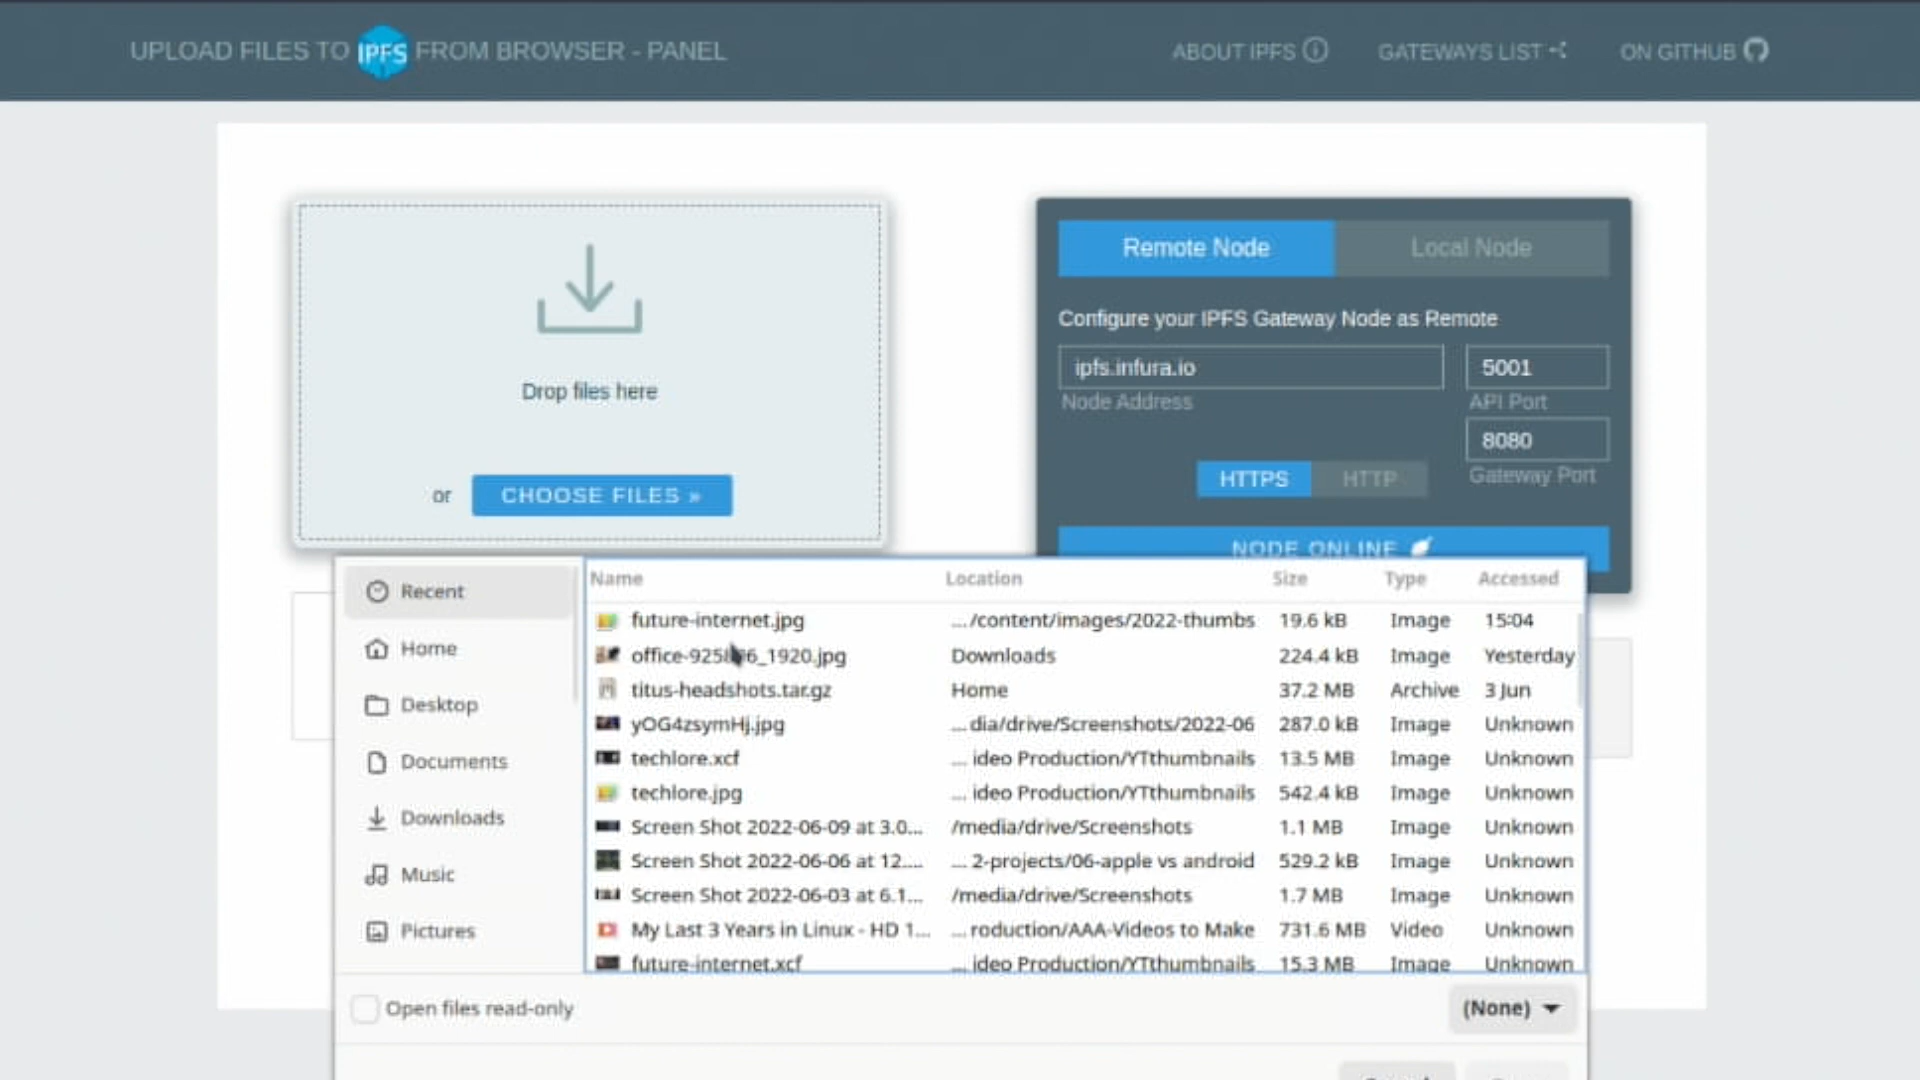 UPLOAD FILES TO IPFS FROM BROWSER - PANEL
ABOUT IPFS
GATEWAYS LIST
ON GITHUB
Drop files here
or CHOOSE FILES »
Remote Node
Local Node
Configure your IPFS Gateway Node as Remote
ipfs.infura.io
5001
Node Address
API Port
8080
Gateway Port
HTTPS
HTTP
NODE ONLINE
Recent
Home
Desktop
Documents
Downloads
Music
Pictures
Name Location Size Type Accessed
future-internet.jpg .../content/images/2022-thumbs 19.6 kB Image 15:04
_1920.jpg Downloads 224.4 kB Image Yesterday
titus-headshots.tar.gz Home 37.2 MB Archive 3 Jun
yOG4zsymHj.jpg ... dia/drive/Screenshots/2022-06 287.0 kB Image Unknown
techlore.xcf ... ideo Production/YTthumbnails 13.5 MB Image Unknown
techlore.jpg ... ideo Production/YTthumbnails 542.4 kB Image Unknown
Screen Shot 2022-06-09 at 3.0... /media/drive/Screenshots 1.1 MB Image Unknown
Screen Shot 2022-06-06 at 12.... ... 2-projects/06-apple vs android 529.2 kB Image Unknown
Screen Shot 2022-06-03 at 6.1... /media/drive/Screenshots 1.7 MB Image Unknown
My Last 3 Years in Linux - HD 1... ... roduction/AAA-Videos to Make 731.6 MB Video Unknown
future-internet.xcf ... ideo Production/YTthumbnails 15.3 MB Image Unknown
Open files read-only
(None)